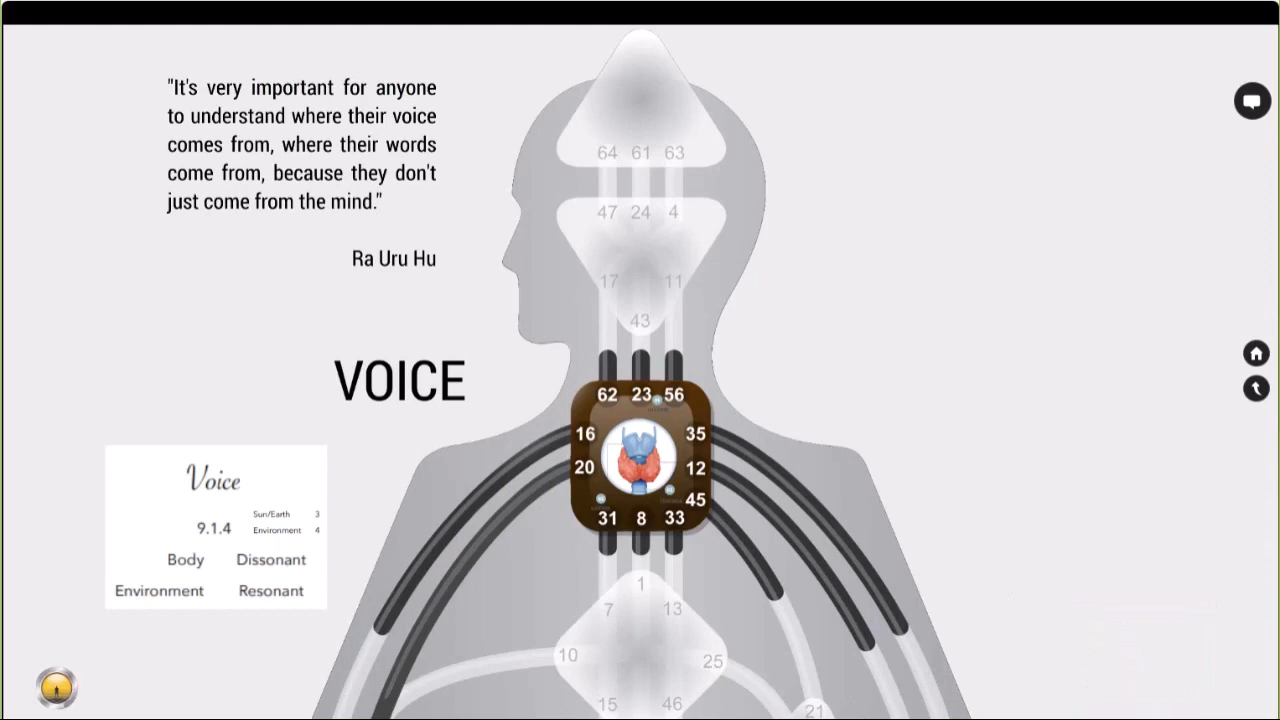 "It's very important for anyone
to understand where their voice
comes from, where their words
come from, because they don't
just come from the mind."
Ra Uru Hu
VOICE
Voice
9.1.4
Sun/Earth 3
Environment 4
Body Dissonant
Environment Resonant
64 61 63
47 24 4
17 11
43
62 23 56
16 35
20 12
45
31 8 33
1
7 13
10 25
15 46
21